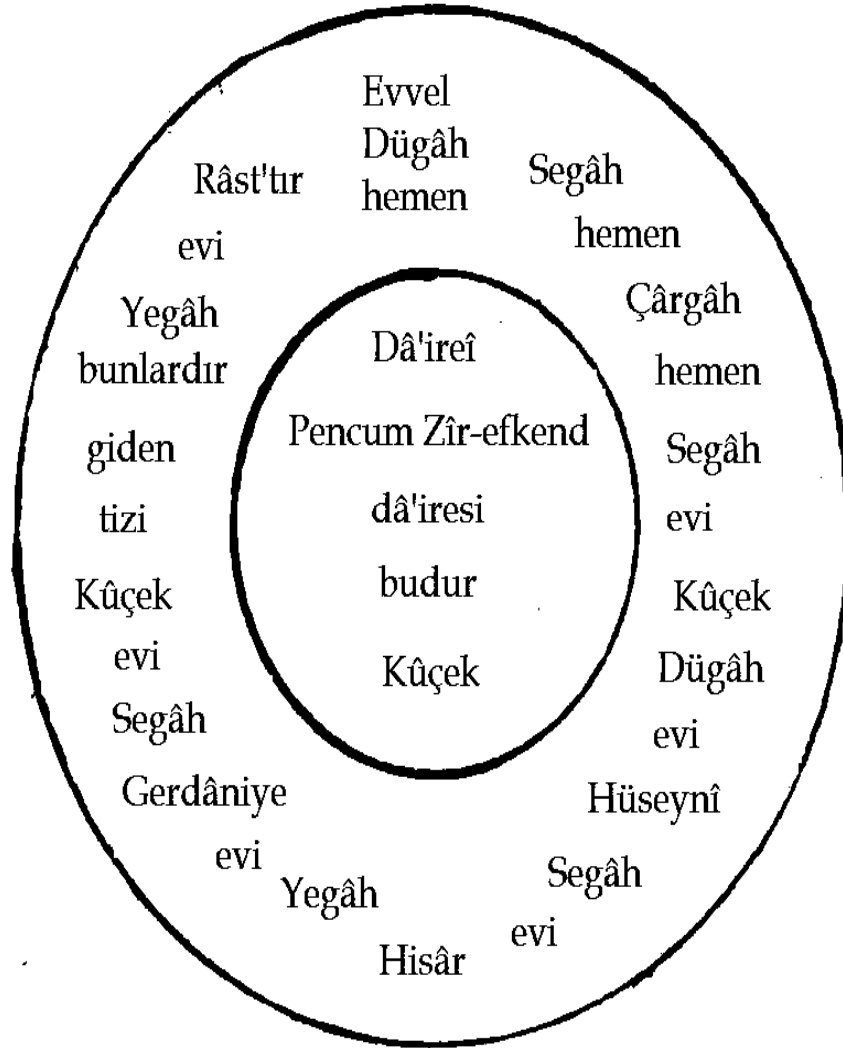 Evvel
Dügâh
hemen
Segâh
hemen
Çârgâh
hemen
Segâh
evi
Kûçek
Dügâh
evi
Hüseynî
Segâh
evi
Hisâr
Yegâh
evi
Gerdâniye
Segâh
evi
Kûçek
tizi
giden
bunlardır
Yegâh
evi
Râst'tır
Dâ'ireî
Pencum Zîr-efkend
dâ'iresi
budur
Kûçek